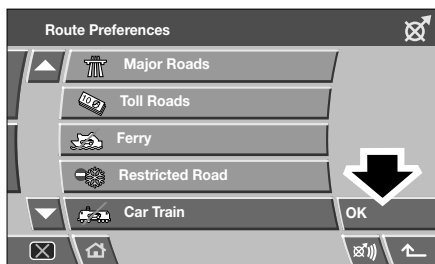 Route Preferences
Major Roads
Toll Roads
Ferry
Restricted Road
Car Train
OK